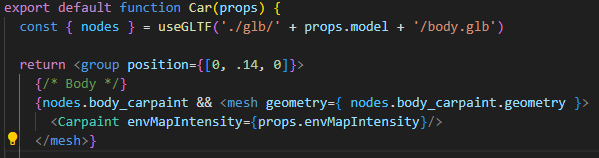 export default function Car(props) {
const { nodes } = useGLTF('./glb/' + props.model + '/body.glb')
return <group position={[0, .14, 0]}>
{/* Body */}
{nodes.body_carpaint && <mesh geometry={ nodes.body_carpaint.geometry }>
<Carpaint envMapIntensity={props.envMapIntensity}/>
</mesh>}